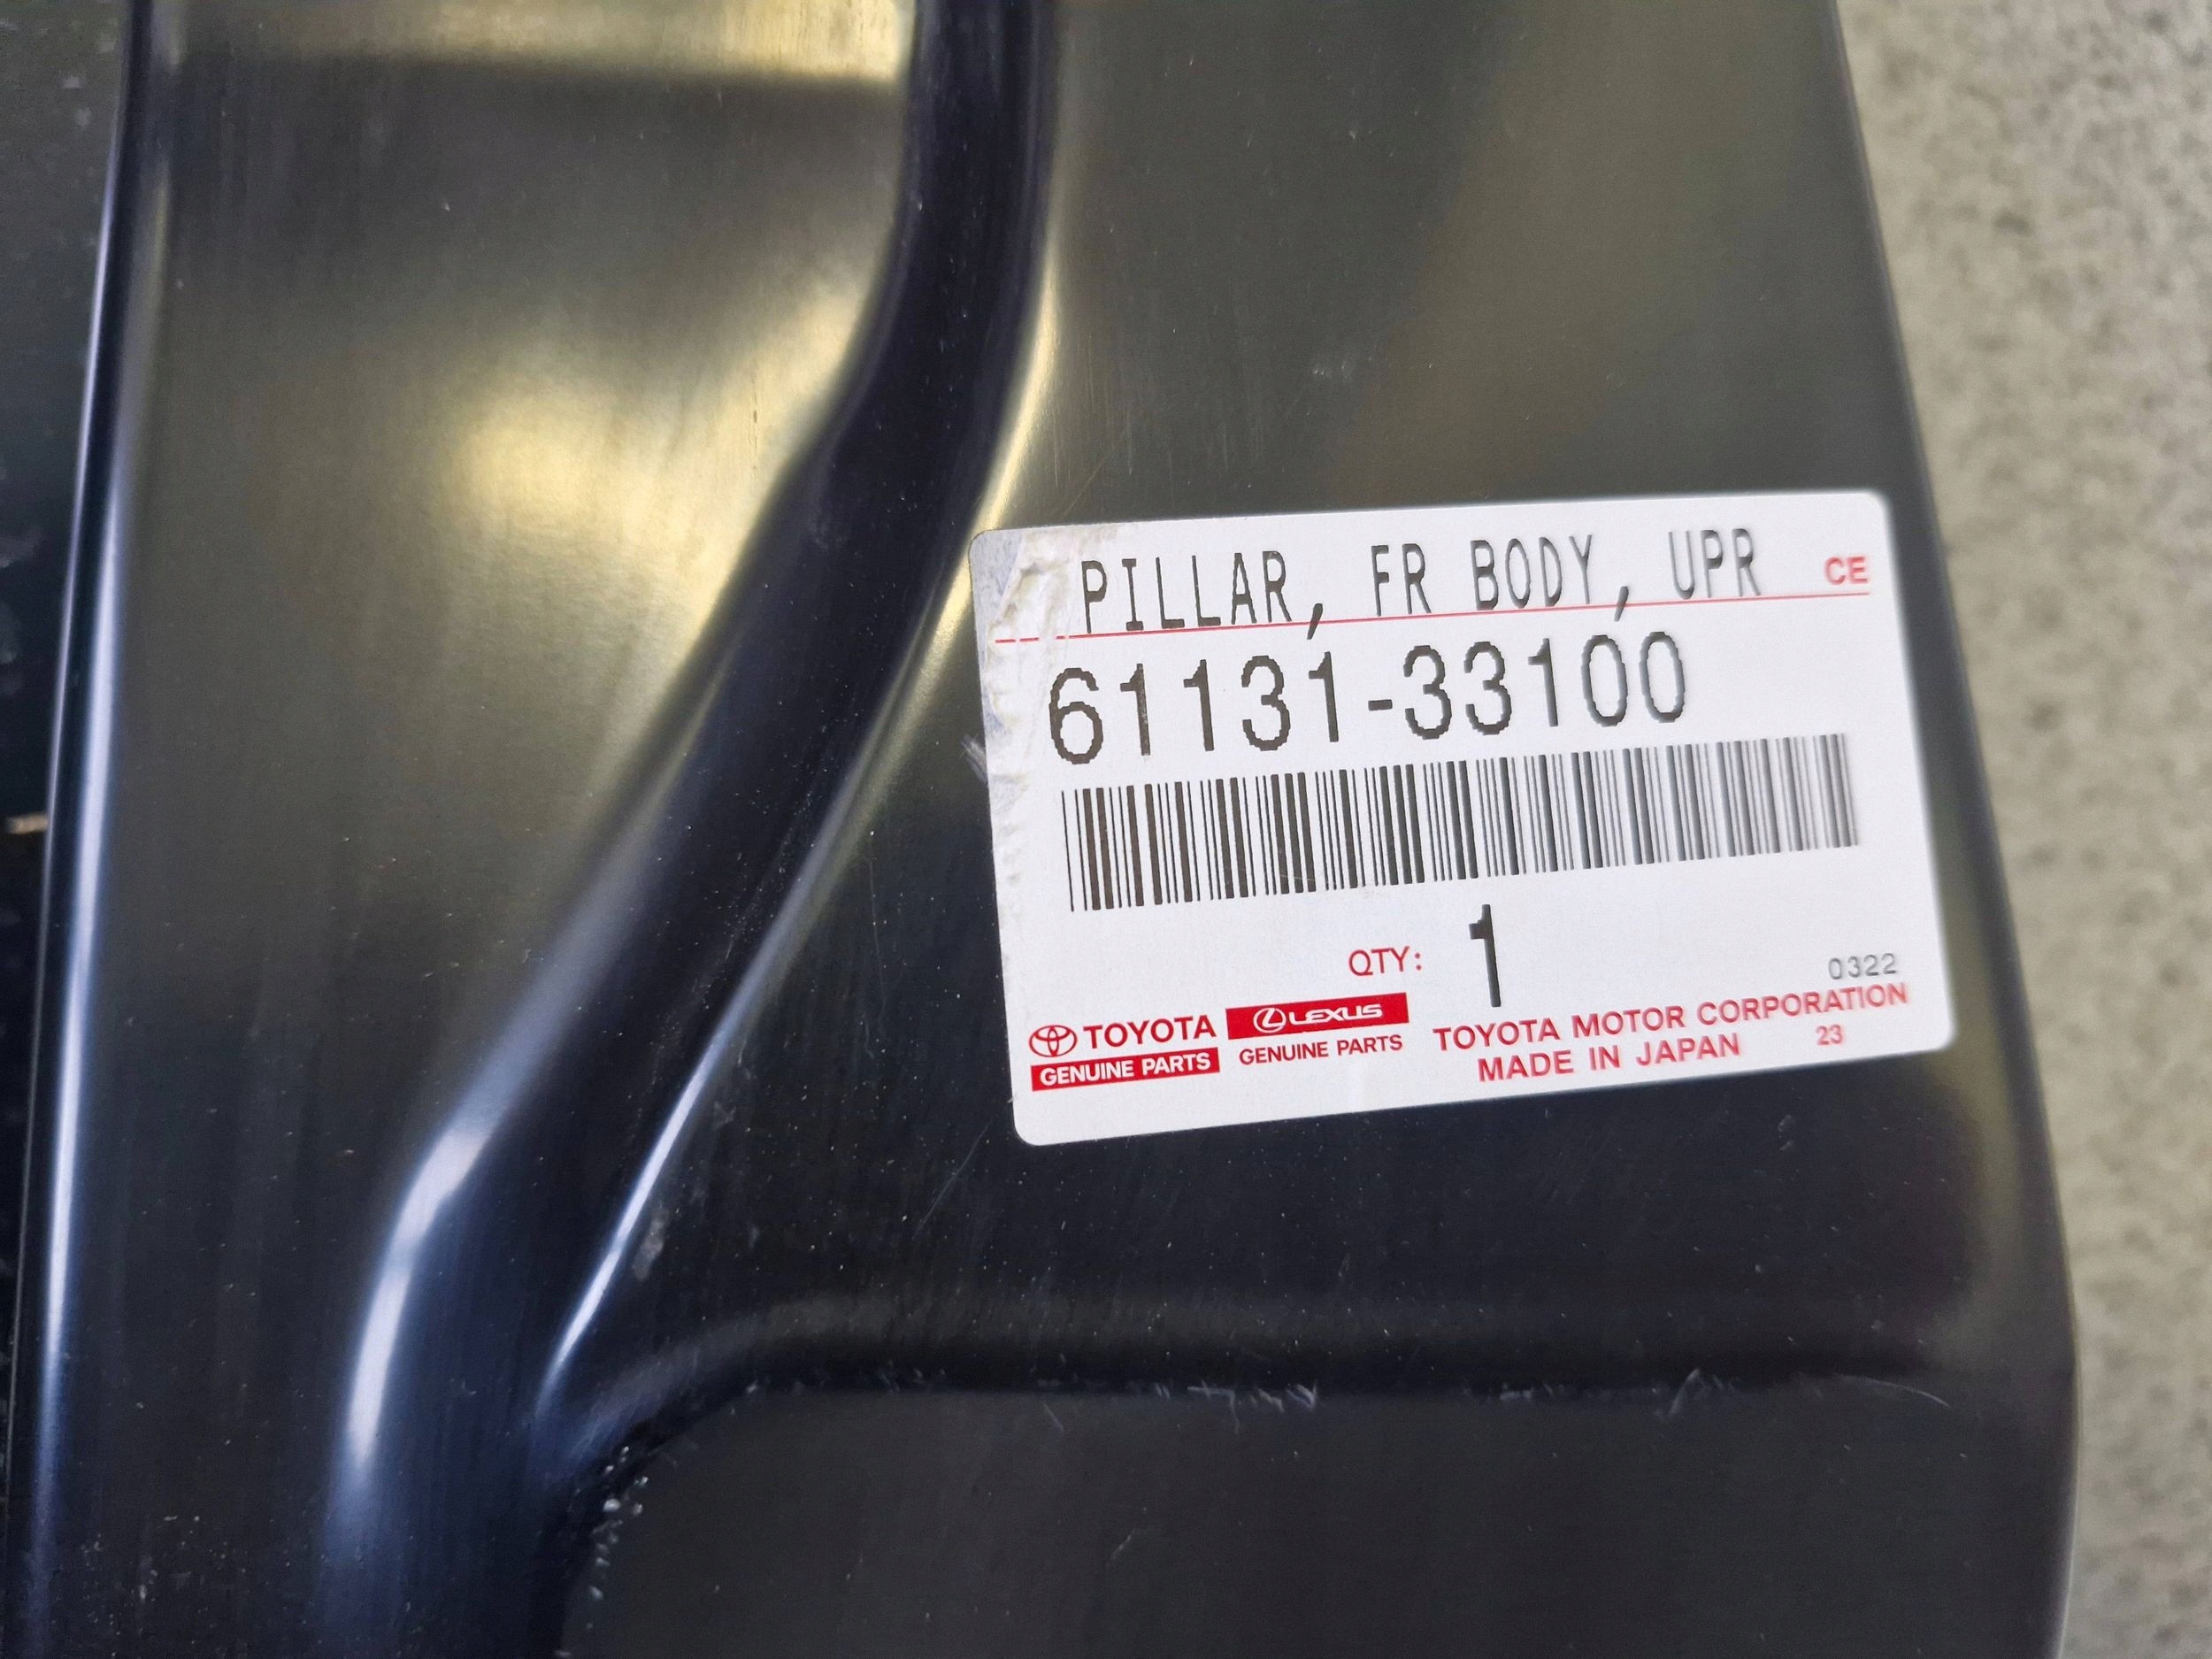 PILLAR, FR BODY, UPR CE
61131-33100
QTY: 1
0322
TOYOTA
GENUINE PARTS
LEXUS
GENUINE PARTS
TOYOTA MOTOR CORPORATION
MADE IN JAPAN 23